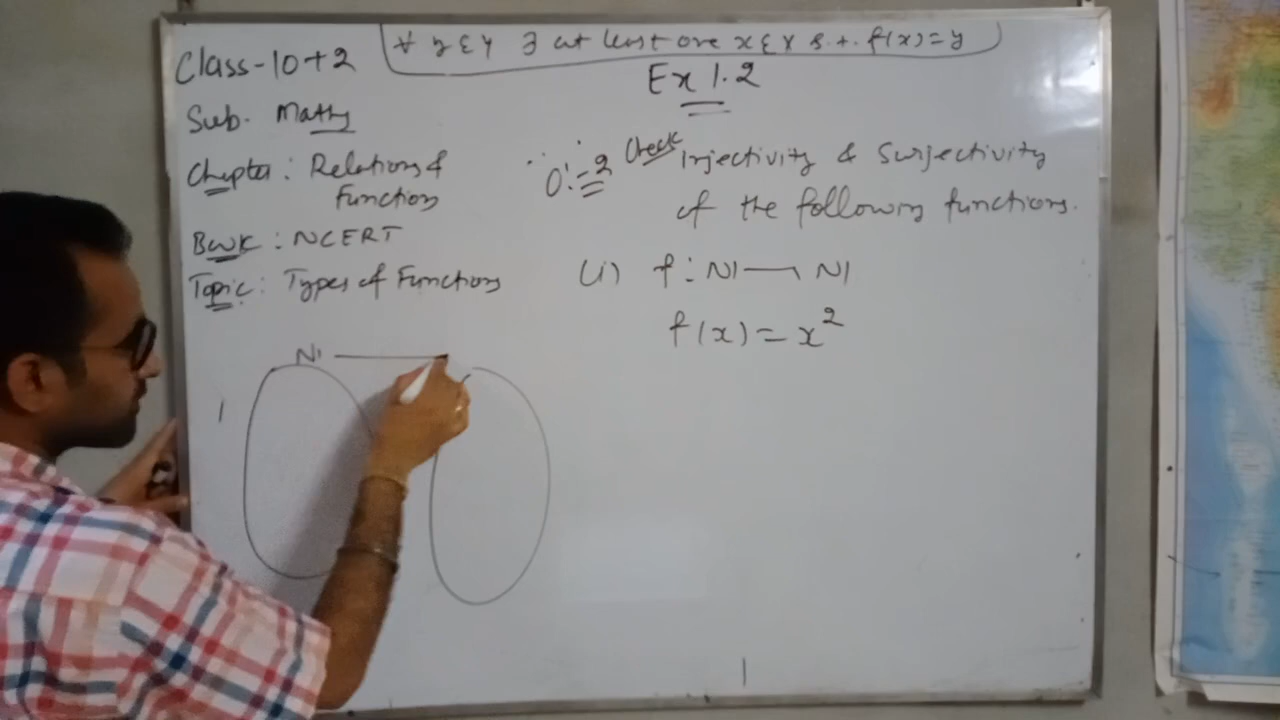 ∀ y ∈ Y ∃ at least one x ∈ X s.t. f(x) = y
Class-10+2
Ex 1.2
Sub. Maths
Chapter : Relations &
Function
Book : NCERT
Topic : Types of Functions
Q:-2 Check Injectivity & Surjectivity
of the following functions.
(i) f : N → N
f(x) = x²
N